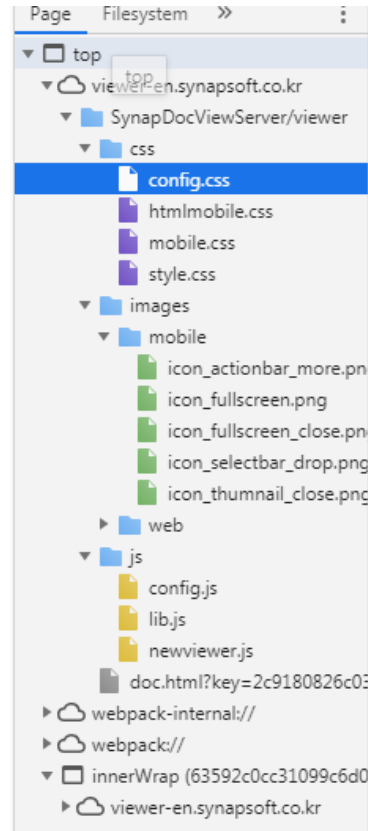 Page Filesystem »
top
top
viewer-en.synapsoft.co.kr
SynapDocViewServer/viewer
css
config.css
htmlmobile.css
mobile.css
style.css
images
mobile
icon_actionbar_more.pn
icon_fullscreen.png
icon_fullscreen_close.pn
icon_selectbar_drop.png
icon_thumnail_close.png
web
js
config.js
lib.js
newviewer.js
doc.html?key=2c9180826c03
webpack-internal://
webpack://
innerWrap (63592c0cc31099c6d0
viewer-en.synapsoft.co.kr